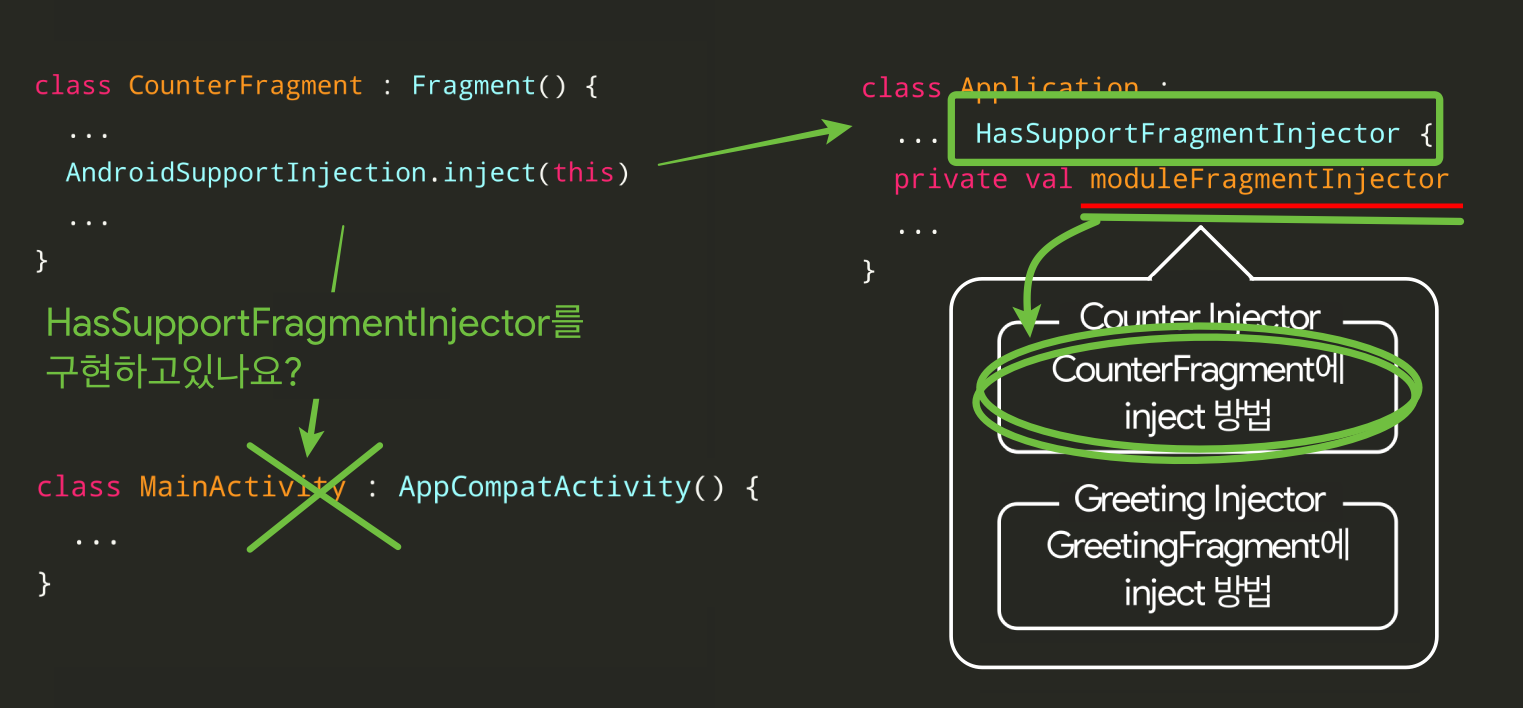 class CounterFragment : Fragment() {
...
AndroidSupportInjection.inject(this)
...
}
HasSupportFragmentInjector를
구현하고있나요?
class MainActivity : AppCompatActivity() {
...
}
class Application :
... HasSupportFragmentInjector {
private val moduleFragmentInjector
...
}
Counter Injector
CounterFragment에
inject 방법
Greeting Injector
GreetingFragment에
inject 방법